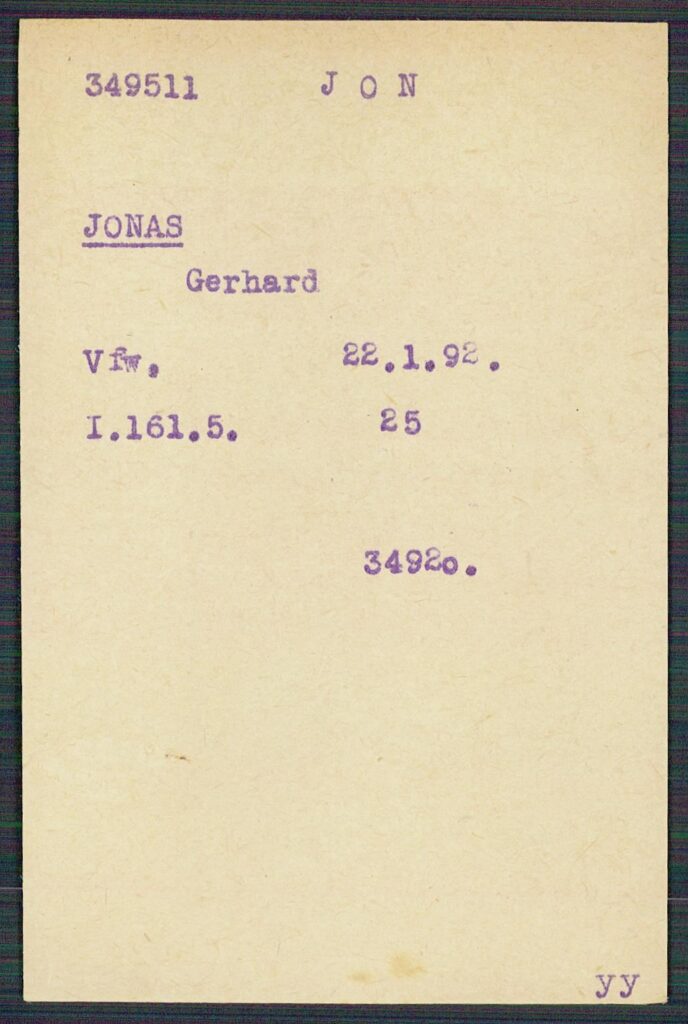 349511 J O N
JONAS
Gerhard
Vfw. 22.1.92.
I.161.5. 25
3492o.
yy